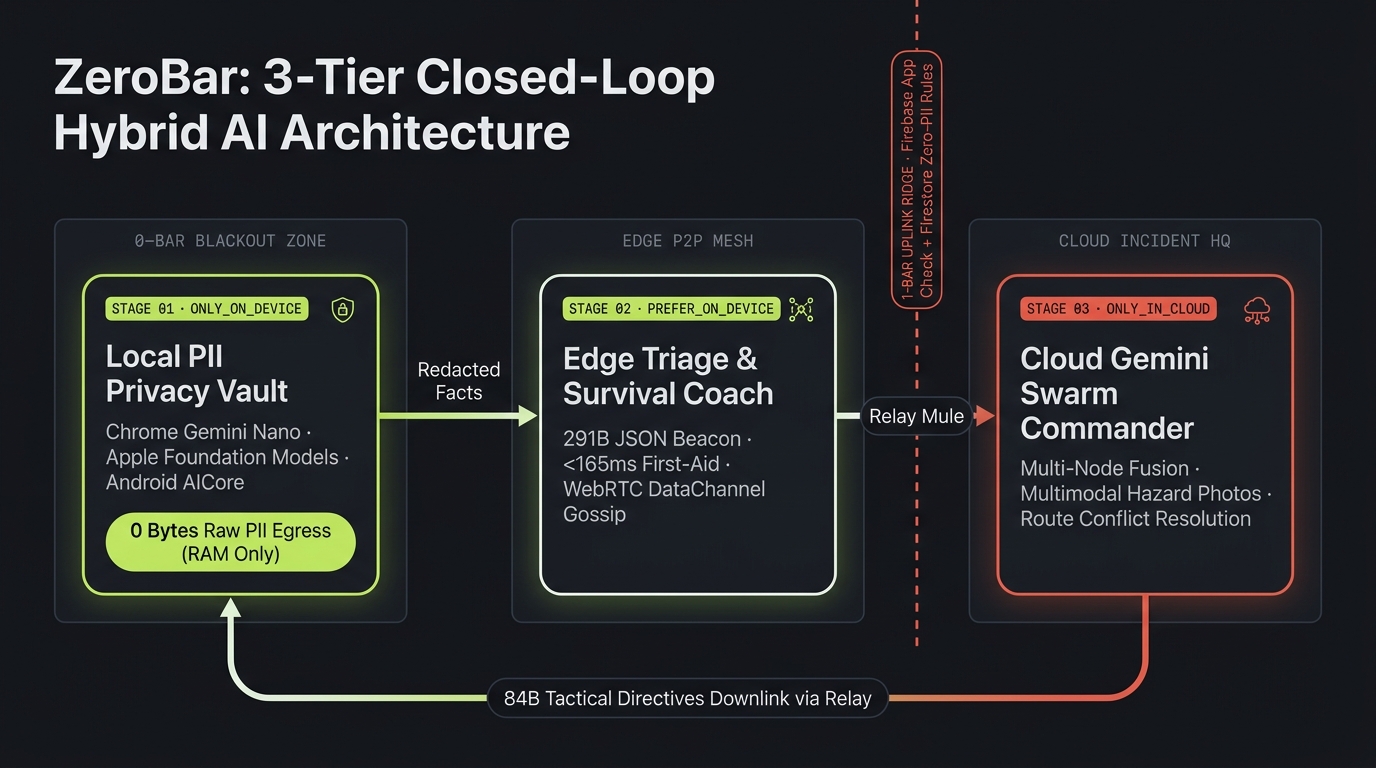 ZeroBar: 3-Tier Closed-Loop
Hybrid AI Architecture
1-BAR UPLINK RIDGE · Firebase App
Check + Firestore Zero-PII Rules
0-BAR BLACKOUT ZONE
STAGE 01 · ONLY_ON_DEVICE
Local PII
Privacy Vault
Chrome Gemini Nano ·
Apple Foundation Models ·
Android AICore
0 Bytes Raw PII Egress
(RAM Only)
Redacted
Facts
EDGE P2P MESH
STAGE 02 · PREFER_ON_DEVICE
Edge Triage &
Survival Coach
291B JSON Beacon ·
<165ms First-Aid ·
WebRTC DataChannel
Gossip
Relay Mule
CLOUD INCIDENT HQ
STAGE 03 · ONLY_IN_CLOUD
Cloud Gemini
Swarm
Commander
Multi-Node Fusion ·
Multimodal Hazard Photos ·
Route Conflict Resolution
84B Tactical Directives Downlink via Relay